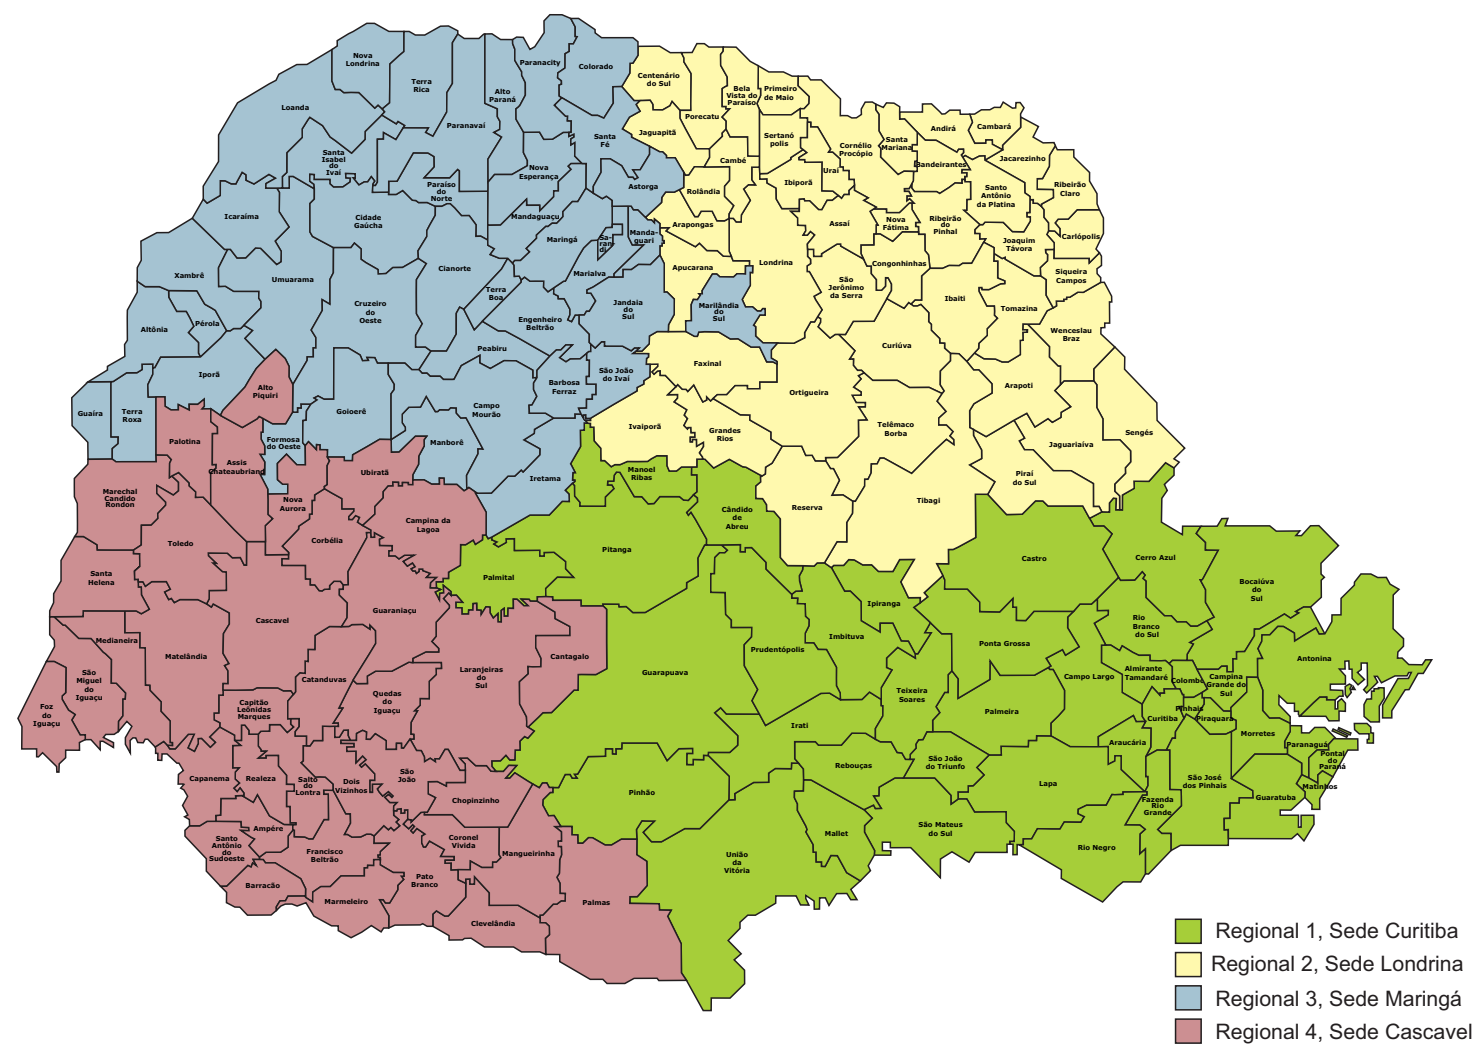 Nova
Londrina
Terra
Rica
Alto
Paraná
Paranacity
Colorado
Loanda
Paranavaí
Santa
Fé
Santa
Isabel
do
Ivaí
Paraíso
do
Norte
Nova
Esperança
Astorga
Icaraíma
Cidade
Gaúcha
Mandaguaçu
Maringá
Sa-
ran-
di
Manda-
guari
Marialva
Xambrê
Umuarama
Cianorte
Terra
Boa
Cruzeiro
do
Oeste
Engenheiro
Beltrão
Jandaia
do
Sul
Marilândia
do
Sul
Altônia
Pérola
Peabiru
Iporã
Barbosa
Ferraz
São João
do Ivaí
Guaíra
Terra
Roxa
Goioerê
Campo
Mourão
Manborê
Formosa
do Oeste
Iretama
Centenário
do Sul
Porecatu
Bela
Vista do
Paraíso
Primeiro
de Maio
Jaguapitã
Sertanó
polis
Cambé
Cornélio
Procópio
Santa
Mariana
Andirá
Cambará
Bandeirantes
Jacarezinho
Rolândia
Ibiporã
Uraí
Santo
Antônio
da Platina
Ribeirão
Claro
Arapongas
Assaí
Nova
Fátima
Ribeirão
do
Pinhal
Joaquim
Távora
Carlópolis
Apucarana
Londrina
Congonhinhas
São
Jerônimo
da Serra
Ibaiti
Siqueira
Campos
Tomazina
Wenceslau
Braz
Faxinal
Curiúva
Ortigueira
Arapoti
Ivaiporã
Grandes
Rios
Telêmaco
Borba
Jaguariaíva
Sengés
Piraí
do Sul
Reserva
Tibagi
Alto
Piquiri
Palotina
Assis
Chateaubriand
Ubiratã
Nova
Aurora
Marechal
Candido
Rondon
Campina da
Lagoa
Toledo
Corbélia
Santa
Helena
Guaraniaçu
Cascavel
Medianeira
Matelândia
Cantagalo
Laranjeiras
do
Sul
São
Miguel
do
Iguaçu
Catanduvas
Quedas
do
Iguaçu
Foz
do
Iguaçu
Capitão
Leônidas
Marques
Capanema
Realeza
Salto
do
Lontra
Dois
Vizinhos
São
João
Chopinzinho
Ampére
Santo
Antônio
do
Sudoeste
Francisco
Beltrão
Coronel
Vivida
Mangueirinha
Barracão
Pato
Branco
Marmeleiro
Clevelândia
Palmas
Manoel
Ribas
Cândido
de
Abreu
Pitanga
Palmital
Castro
Cerro Azul
Bocaiúva
do
Sul
Ipiranga
Rio
Branco
do Sul
Imbituva
Ponta Grossa
Prudentópolis
Guarapuava
Teixeira
Soares
Campo Largo
Almirante
Tamandaré
Colombo
Campina
Grande do
Sul
Antonina
Palmeira
Pinhais
Curitiba
Piraquara
Morretes
Irati
Araucária
Paranaguá
Pontal
do
Paraná
Rebouças
São João
do Triunfo
Pinhão
Lapa
São José
dos Pinhais
Matinhos
Guaratuba
Fazenda
Rio
Grande
Mallet
São Mateus
do Sul
Rio Negro
União
da
Vitória
Regional 1, Sede Curitiba
Regional 2, Sede Londrina
Regional 3, Sede Maringá
Regional 4, Sede Cascavel